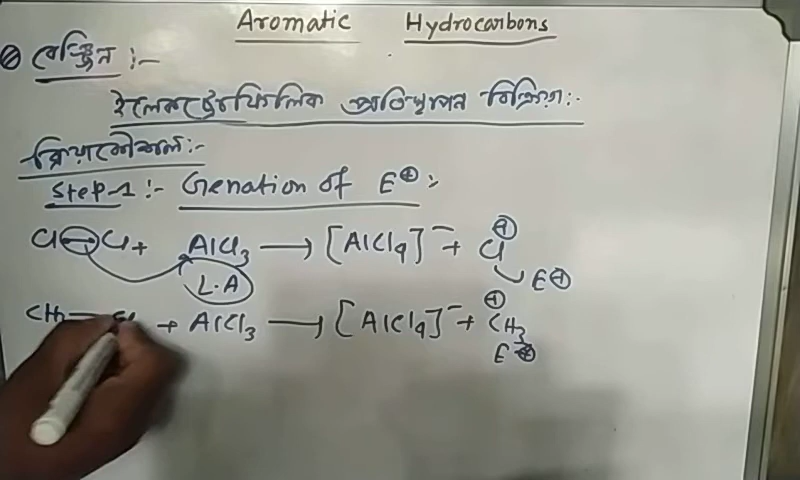 Aromatic Hydrocarbons
বেঞ্জিন :-
ইলেকট্রোফিলিক প্রতিস্থাপন বিক্রিয়া:-
ক্রিয়াকৌশল:-
Step-1 :- Genation of E⊕ :
Cl—Cl + AlCl₃ ⟶ [AlCl₄]⁻ + Cl⊕
L.A E⊕
CH₃— + AlCl₃ ⟶ [AlCl₄]⁻ + ⊕CH₃
E⊕